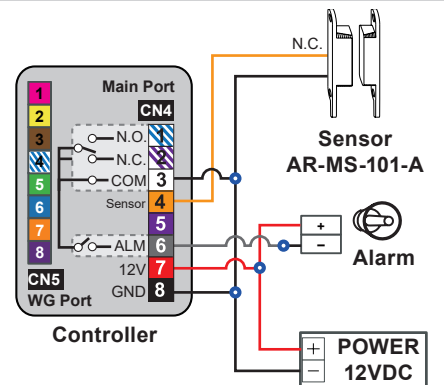 N.C.
Sensor
AR-MS-101-A
Main Port
CN4
1
2
3
4
5
6
7
8
CN5
WG Port
N.O. 1
N.C. 2
COM 3
Sensor 4
5
ALM 6
12V 7
GND 8
Controller
+
−
Alarm
+ POWER
− 12VDC